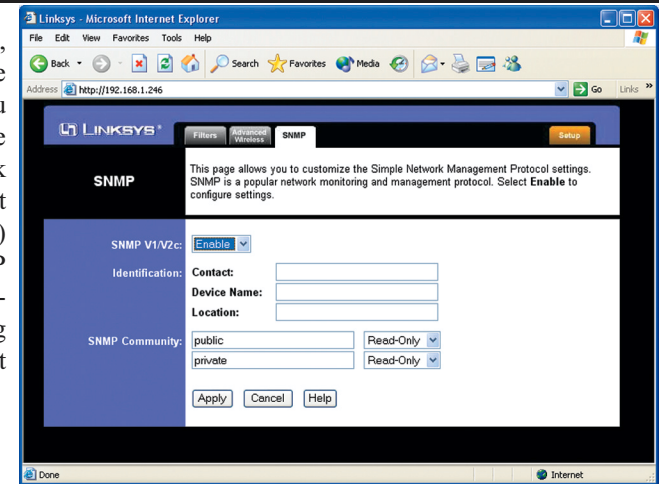 Linksys - Microsoft Internet Explorer
File Edit View Favorites Tools Help
Back Search Favorites Media
Address http://192.168.1.246 Go Links »
LINKSYS® Filters Advanced Wireless SNMP Setup
SNMP
This page allows you to customize the Simple Network Management Protocol settings.
SNMP is a popular network monitoring and management protocol. Select Enable to
configure settings.
SNMP V1/V2c: Enable
Identification: Contact:
Device Name:
Location:
SNMP Community: public Read-Only
private Read-Only
Apply Cancel Help
Done Internet